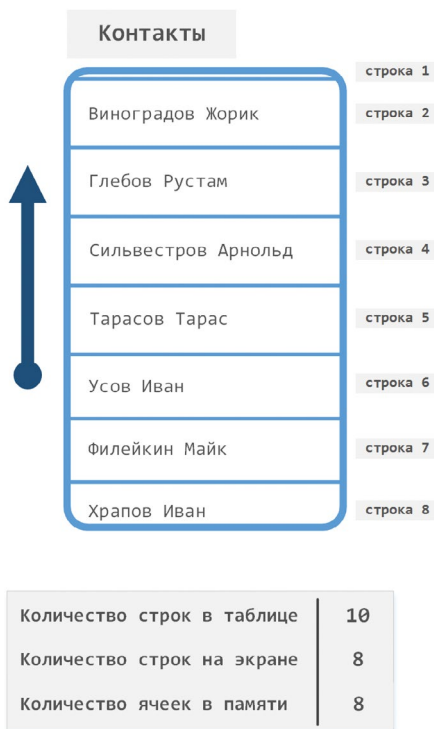 Контакты
строка 1
Виноградов Жорик строка 2
Глебов Рустам строка 3
Сильвестров Арнольд строка 4
Тарасов Тарас строка 5
Усов Иван строка 6
Филейкин Майк строка 7
Храпов Иван строка 8
Количество строк в таблице 10
Количество строк на экране 8
Количество ячеек в памяти 8